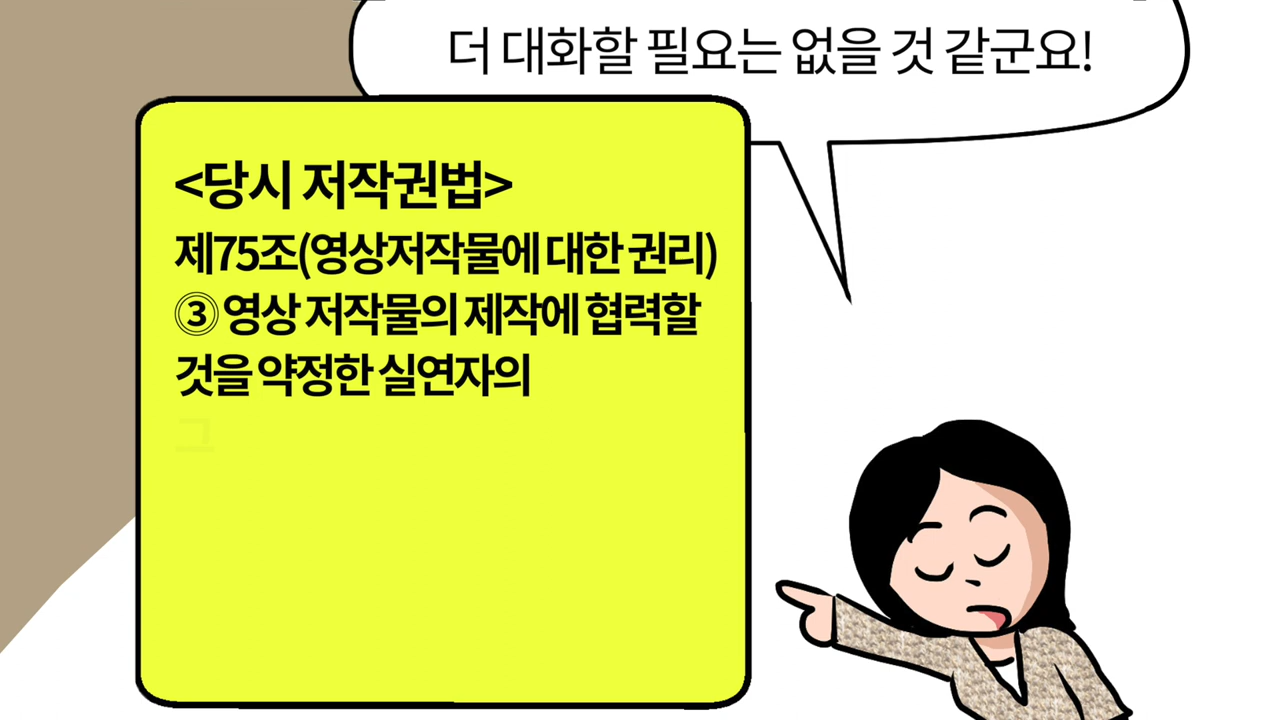 더 대화할 필요는 없을 것 같군요!
<당시 저작권법>
제75조(영상저작물에 대한 권리)
③ 영상 저작물의 제작에 협력할
것을 약정한 실연자의
그